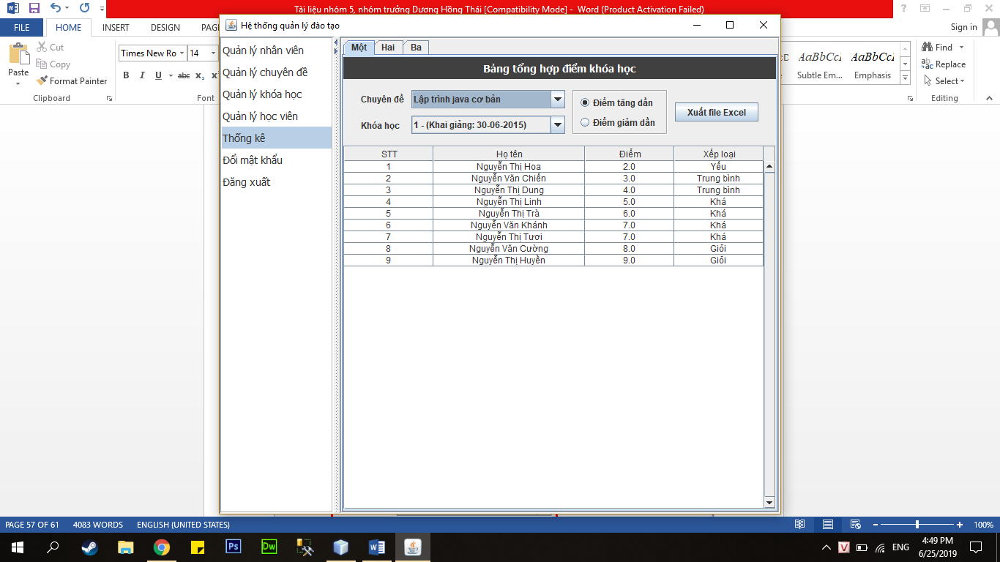 Tài liệu nhóm 5, nhóm trưởng Dương Hồng Thái [Compatibility Mode] - Word (Product Activation Failed)
FILE HOME INSERT DESIGN Sign in
Hệ thống quản lý đào tạo
Cut
Copy
Format Painter
Paste
Clipboard
Times New Ro 14
B I U abc x2 x
Font
AaBbCcI AaBbCcI
Subtle Em... Emphasis
Find
Replace
Select
Editing
Quản lý nhân viên
Quản lý chuyên đề
Quản lý khóa học
Quản lý học viên
Thống kê
Đổi mật khẩu
Đăng xuất
Một Hai Ba
Bảng tổng hợp điểm khóa học
Chuyên đề Lập trình java cơ bản
Khóa học 1 - (Khai giảng: 30-06-2015)
Điểm tăng dần
Điểm giảm dần
Xuất file Excel
STT Họ tên Điểm Xếp loại
1 Nguyễn Thị Hoa 2.0 Yếu
2 Nguyễn Văn Chiến 3.0 Trung bình
3 Nguyễn Thị Dung 4.0 Trung bình
4 Nguyễn Thị Linh 5.0 Khá
5 Nguyễn Thị Trà 6.0 Khá
6 Nguyễn Văn Khánh 7.0 Khá
7 Nguyễn Thị Tươi 7.0 Khá
8 Nguyễn Văn Cường 8.0 Giỏi
9 Nguyễn Thị Huyền 9.0 Giỏi
PAGE 57 OF 61 4083 WORDS ENGLISH (UNITED STATES) 100%
Ps Dw
V ENG 4:49 PM
6/25/2019